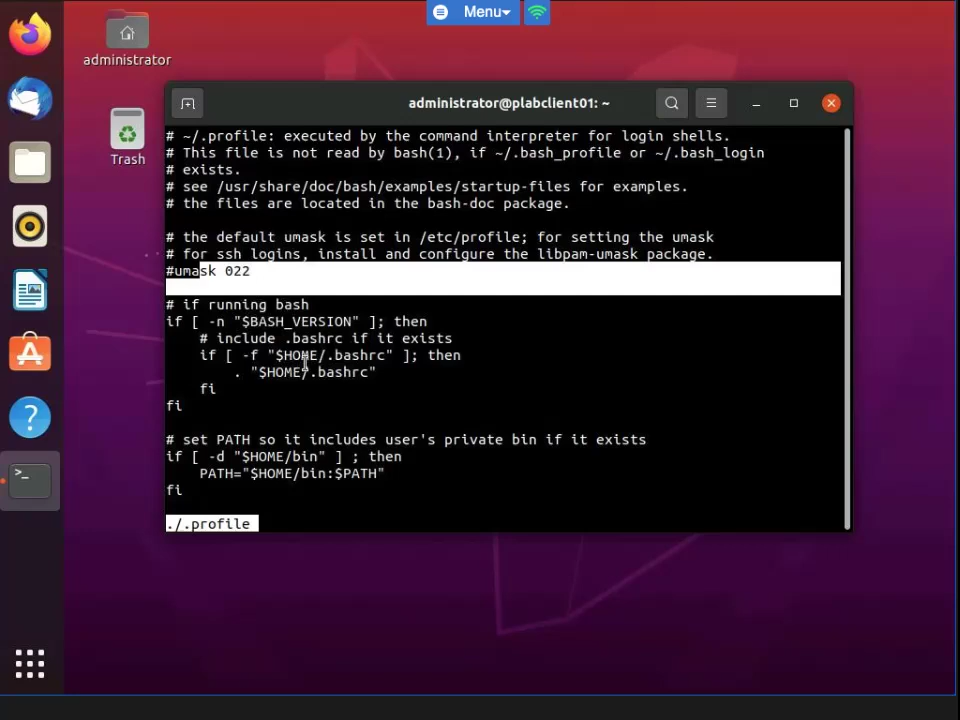 Menu
administrator
Trash
administrator@plabclient01: ~
# ~/.profile: executed by the command interpreter for login shells.
# This file is not read by bash(1), if ~/.bash_profile or ~/.bash_login
# exists.
# see /usr/share/doc/bash/examples/startup-files for examples.
# the files are located in the bash-doc package.
# the default umask is set in /etc/profile; for setting the umask
# for ssh logins, install and configure the libpam-umask package.
#umask 022
# if running bash
if [ -n "$BASH_VERSION" ]; then
    # include .bashrc if it exists
    if [ -f "$HOME/.bashrc" ]; then
        . "$HOME/.bashrc"
    fi
fi
# set PATH so it includes user's private bin if it exists
if [ -d "$HOME/bin" ] ; then
    PATH="$HOME/bin:$PATH"
fi
./.profile